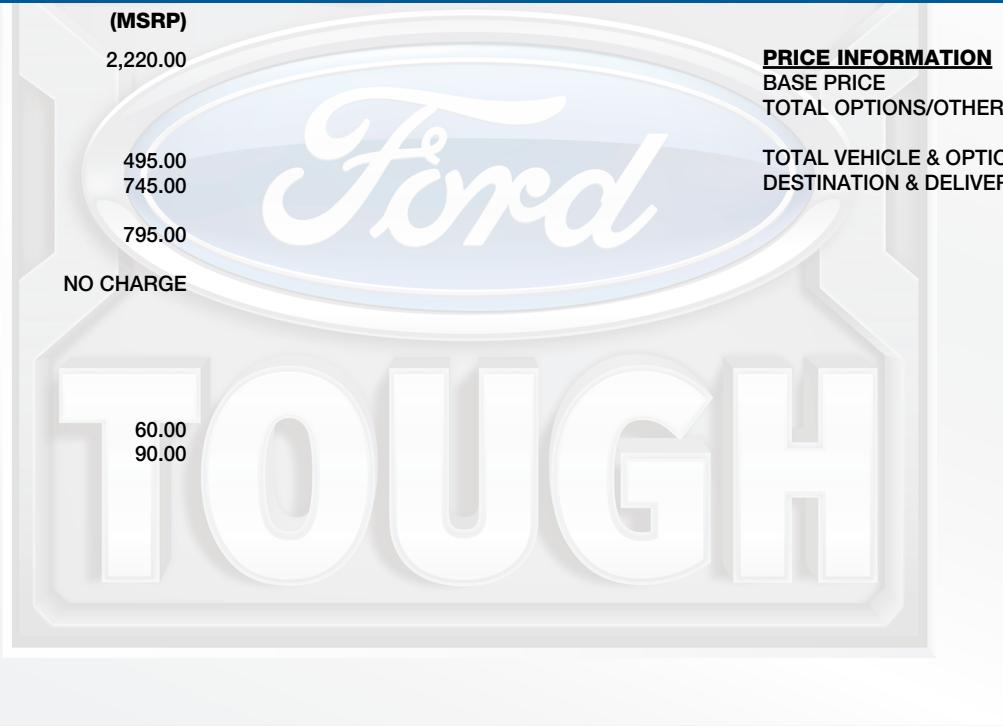 (MSRP)
2,220.00
495.00
745.00
795.00
NO CHARGE
60.00
90.00
PRICE INFORMATION
BASE PRICE
TOTAL OPTIONS/OTHER
TOTAL VEHICLE & OPTIO
DESTINATION & DELIVER
Ford
TOUGH